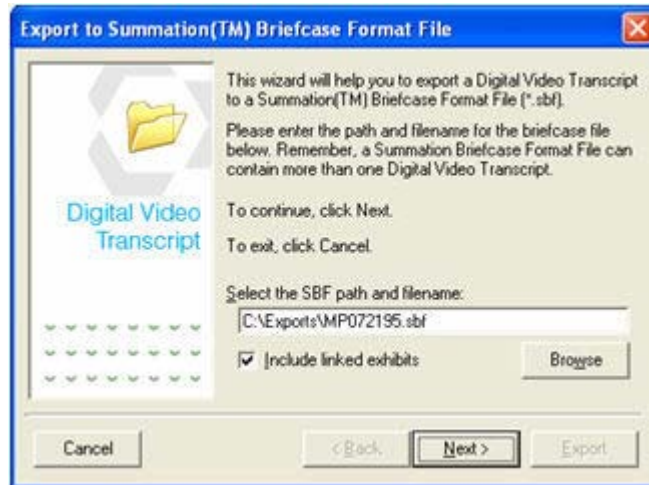 Export to Summation(TM) Briefcase Format File
This wizard will help you to export a Digital Video Transcript
to a Summation(TM) Briefcase Format File (*.sbf).
Please enter the path and filename for the briefcase file
below. Remember, a Summation Briefcase Format File can
contain more than one Digital Video Transcript.
Digital Video
Transcript
To continue, click Next.
To exit, click Cancel.
Select the SBF path and filename:
C:\Exports\MP072195.sbf
Include linked exhibits
Browse
Cancel
< Back
Next >
Export